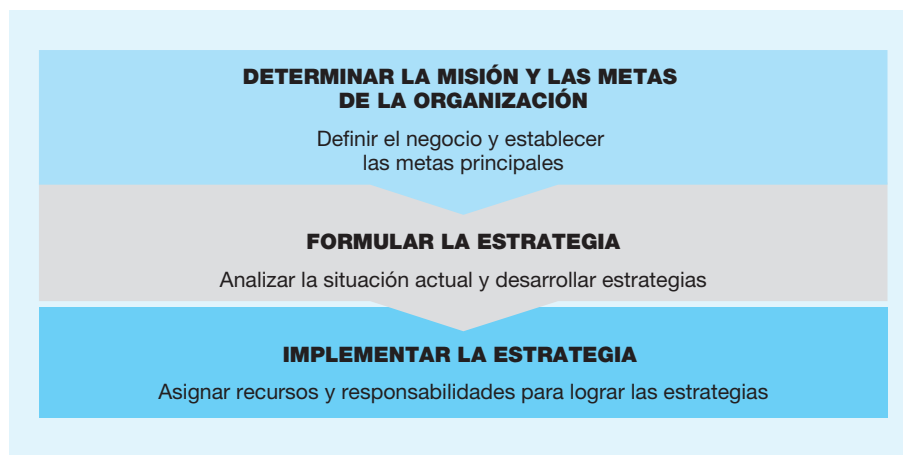 DETERMINAR LA MISIÓN Y LAS METAS
DE LA ORGANIZACIÓN
Definir el negocio y establecer
las metas principales
FORMULAR LA ESTRATEGIA
Analizar la situación actual y desarrollar estrategias
IMPLEMENTAR LA ESTRATEGIA
Asignar recursos y responsabilidades para lograr las estrategias